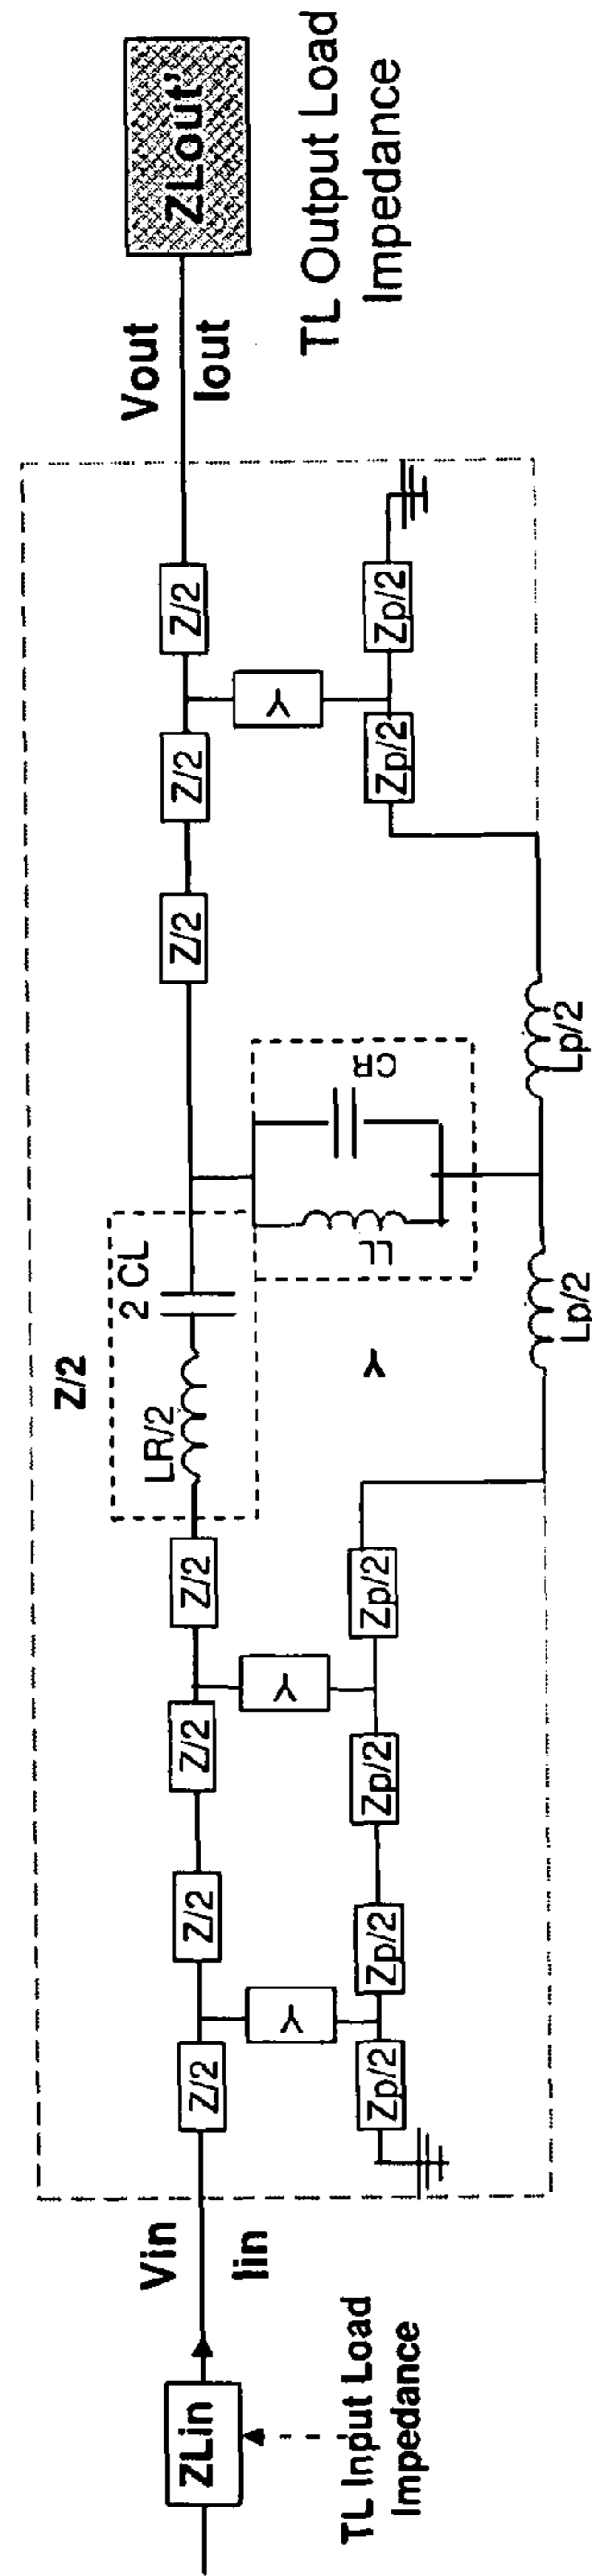 ZLin
TL Input Load
Impedance
Vin
Iin
Z/2
Z/2
Z/2
Z/2
Z/2
LR/2
2 CL
Z/2
Z/2
Z/2
Y
Y
LL
CR
Y
Y
Zp/2
Zp/2
Zp/2
Zp/2
Lp/2
Lp/2
Zp/2
Zp/2
Vout
Iout
ZLout'
TL Output Load
Impedance